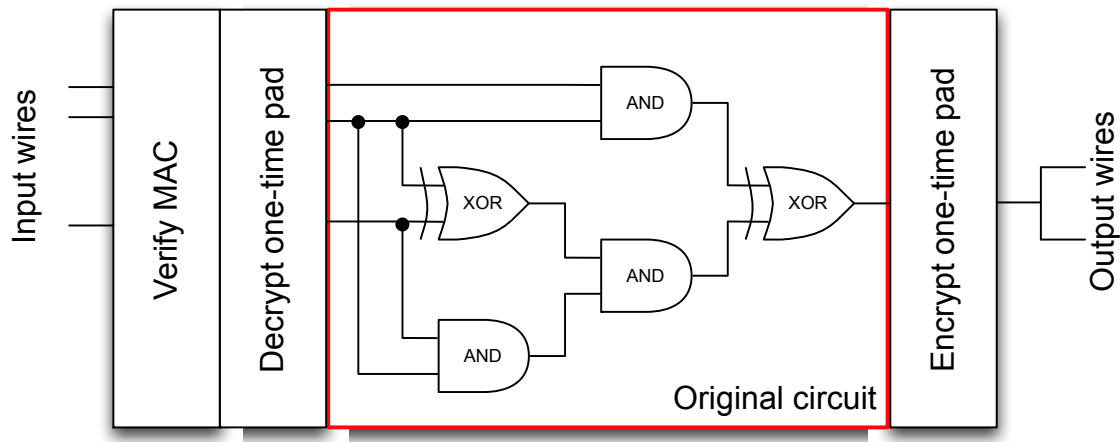 Input wires
Verify MAC
Decrypt one-time pad
AND
XOR
XOR
AND
AND
Original circuit
Encrypt one-time pad
Output wires